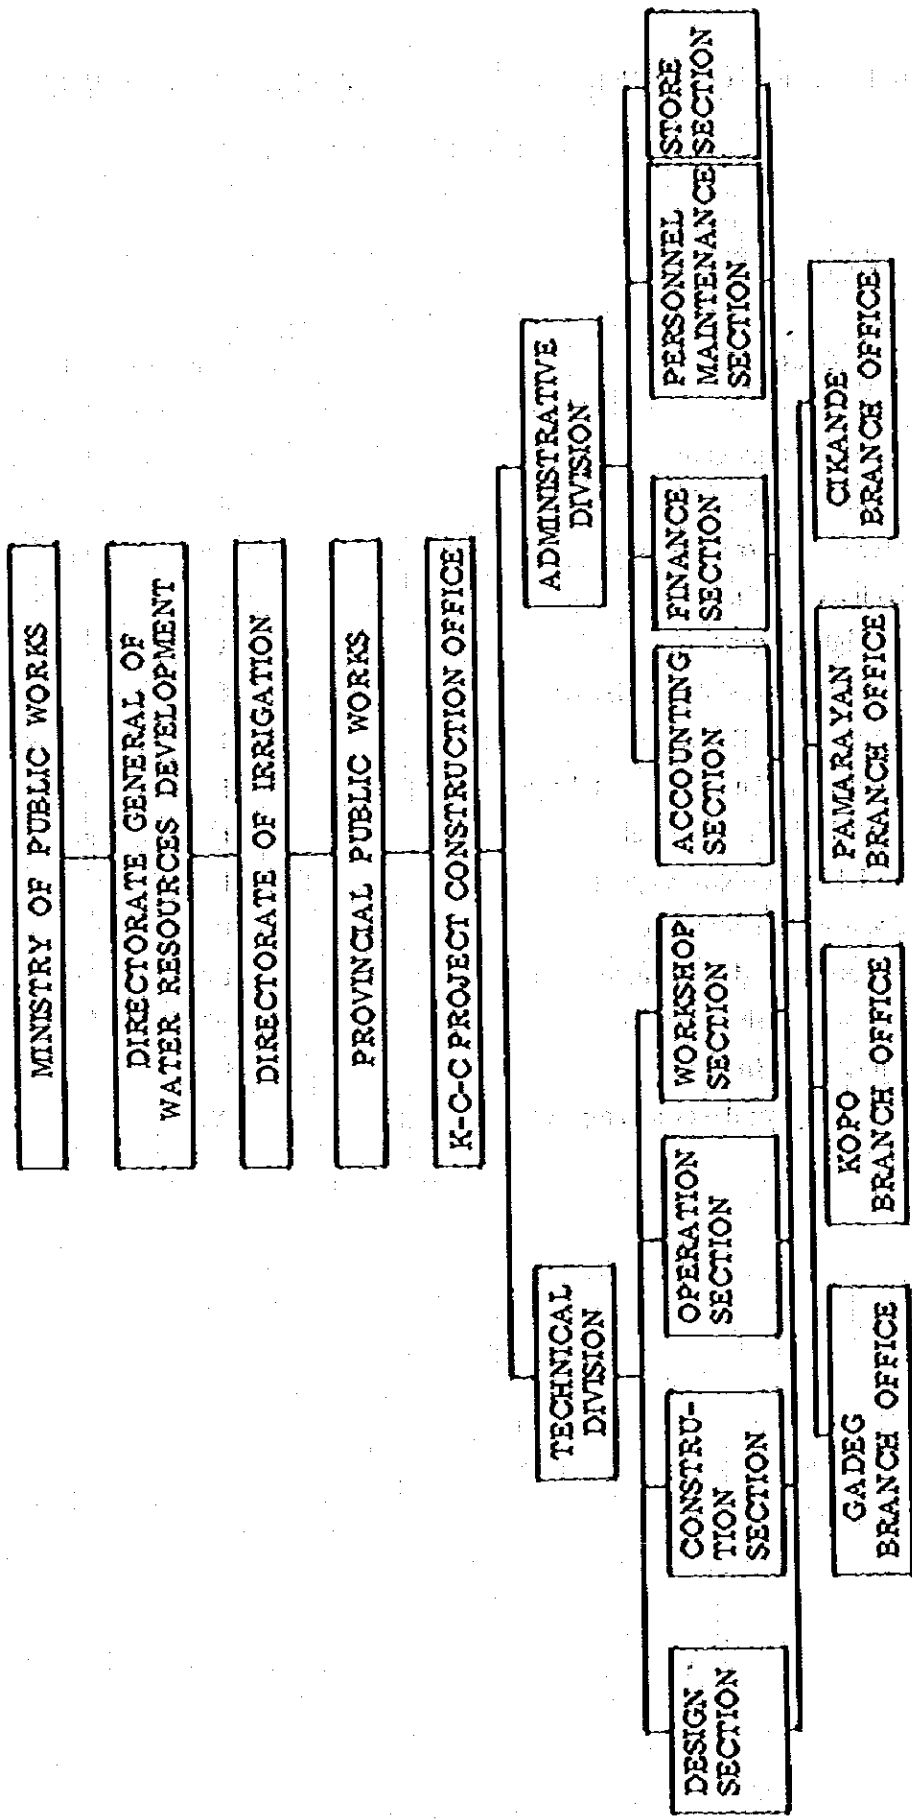 MINISTRY OF PUBLIC WORKS
DIRECTORATE GENERAL OF
WATER RESOURCES DEVELOPMENT
DIRECTORATE OF IRRIGATION
PROVINCIAL PUBLIC WORKS
K-C-C PROJECT CONSTRUCTION OFFICE
TECHNICAL
DIVISION
ADMINISTRATIVE
DIVISION
DESIGN
SECTION
CONSTRU-
TION
SECTION
OPERATION
SECTION
WORKSHOP
SECTION
ACCOUNTING
SECTION
FINANCE
SECTION
PERSONNEL
MAINTENANCE
SECTION
STORE
SECTION
GADEG
BRANCH OFFICE
KOPO
BRANCH OFFICE
PAMARAYAN
BRANCH OFFICE
CIKANDE
BRANCH OFFICE